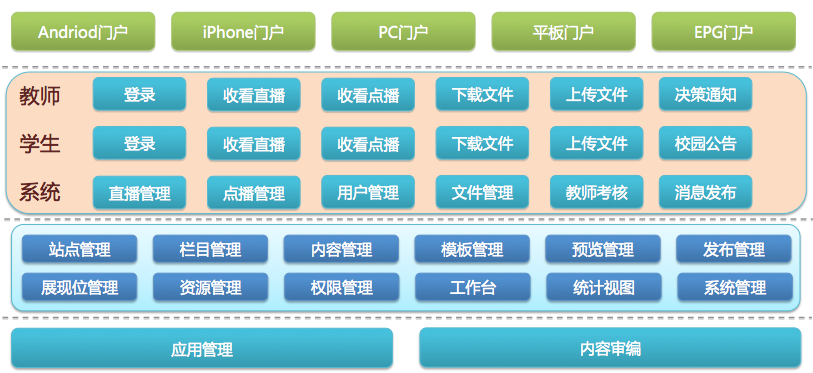 Andriod门户 iPhone门户 PC门户 平板门户 EPG门户
教师 登录 收看直播 收看点播 下载文件 上传文件 决策通知
学生 登录 收看直播 收看点播 下载文件 上传文件 校园公告
系统 直播管理 点播管理 用户管理 文件管理 教师考核 消息发布
站点管理 栏目管理 内容管理 模板管理 预览管理 发布管理
展现位管理 资源管理 权限管理 工作台 统计视图 系统管理
应用管理 内容审编